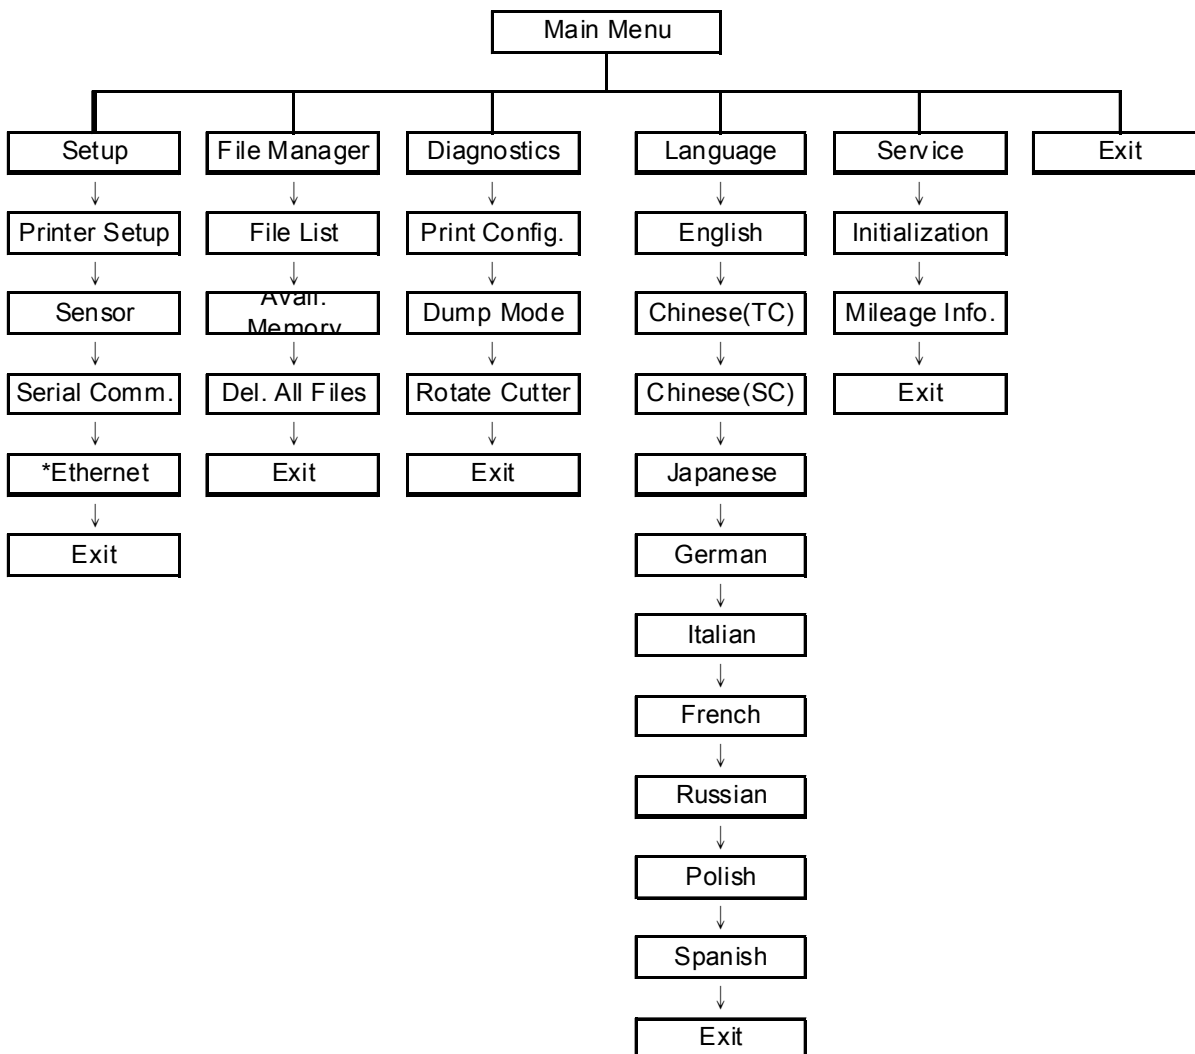 Main Menu
Setup
File Manager
Diagnostics
Language
Service
Exit
Printer Setup
File List
Print Config.
English
Initialization
Sensor
Avail.
Memory
Dump Mode
Chinese(TC)
Mileage Info.
Serial Comm.
Del. All Files
Rotate Cutter
Chinese(SC)
Exit
*Ethernet
Exit
Exit
Japanese
Exit
German
Italian
French
Russian
Polish
Spanish
Exit